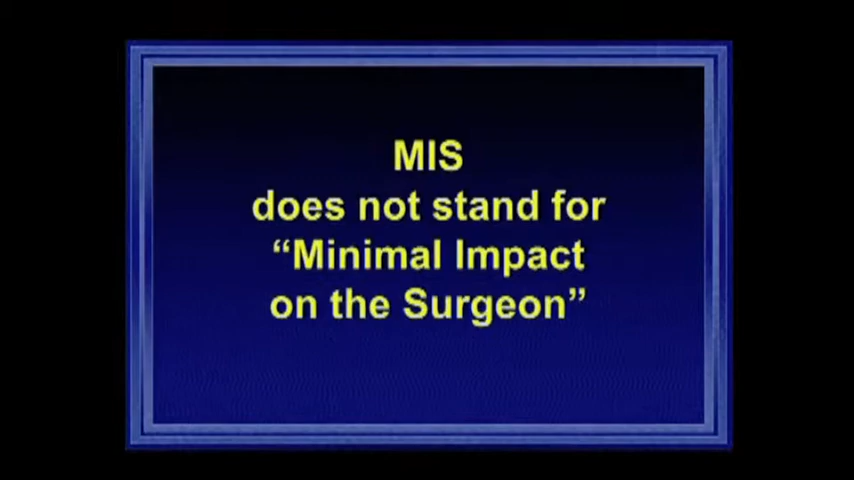 MIS
does not stand for
“Minimal Impact
on the Surgeon”